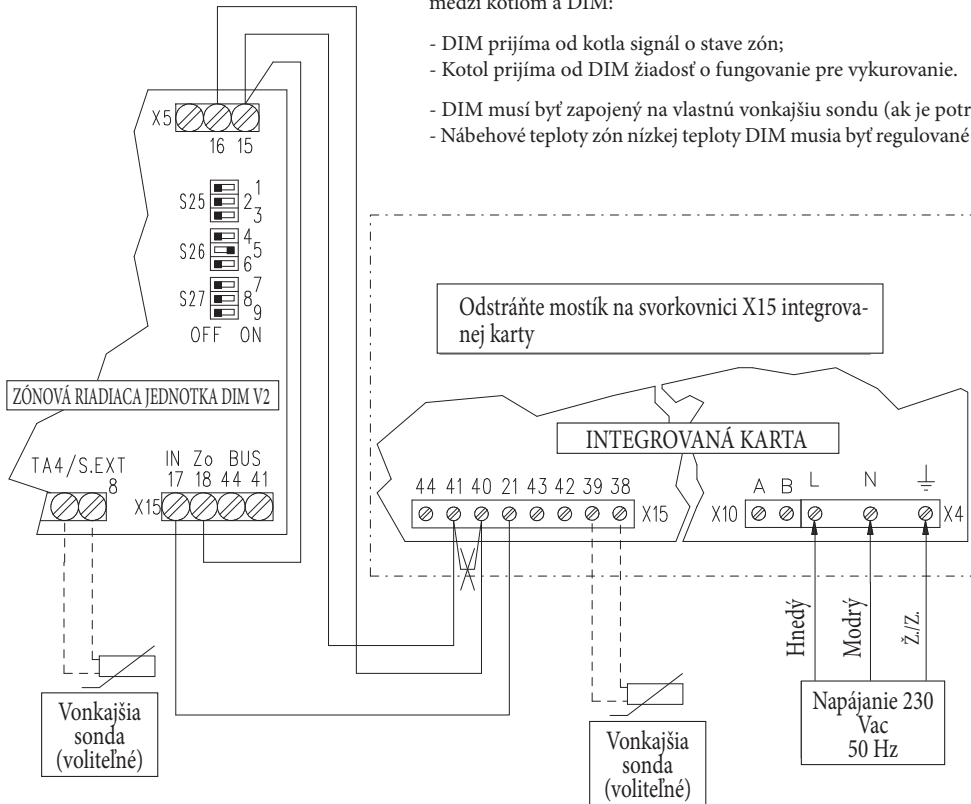 medzi kotlom a DIM:
- DIM prijíma od kotla signál o stave zón;
- Kotol prijíma od DIM žiadosť o fungovanie pre vykurovanie.
- DIM musí byť zapojený na vlastnú vonkajšiu sondu (ak je potr
- Nábehové teploty zón nízkej teploty DIM musia byť regulované
X5
16 15
S25
1
2
3
S26
4
5
6
S27
7
8
9
OFF ON
Odstráňte mostík na svorkovnici X15 integrova-
nej karty
ZÓNOVÁ RIADIACA JEDNOTKA DIM V2
INTEGROVANÁ KARTA
TA4/S.EXT
8
IN Zo BUS
17 18 44 41
X15
44 41 40 21 43 42 39 38
X15
A B L N
X10
X4
Hnedý
Modrý
Ž./Z.
Vonkajšia
sonda
(voliteľné)
Vonkajšia
sonda
(voliteľné)
Napájanie 230
Vac
50 Hz